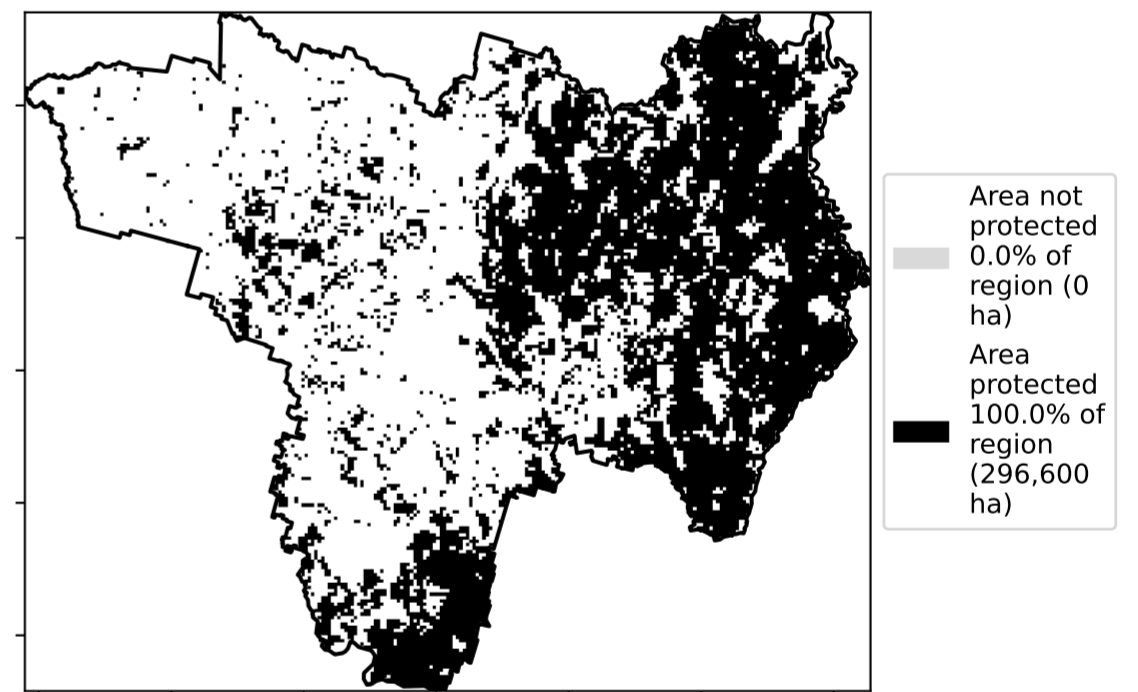 Area not
protected
0.0% of
region (0
ha)
Area
protected
100.0% of
region
(296,600
ha)